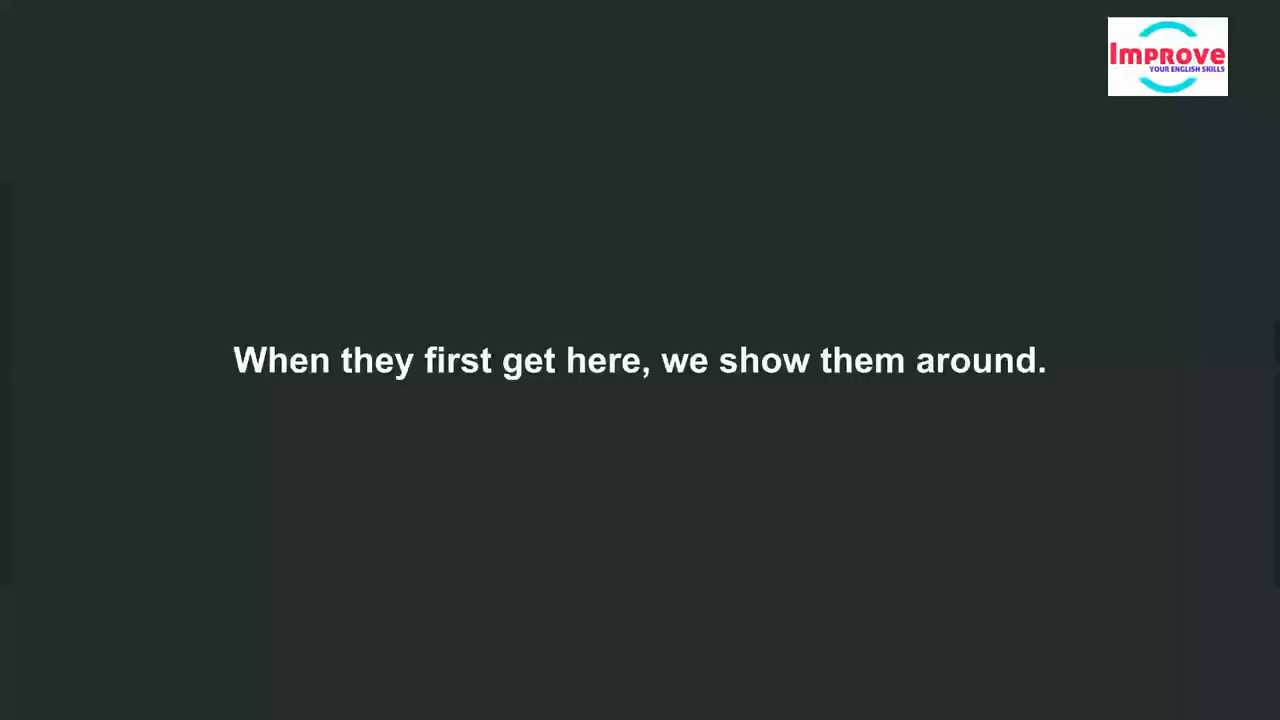 Improve
YOUR ENGLISH SKILLS
When they first get here, we show them around.